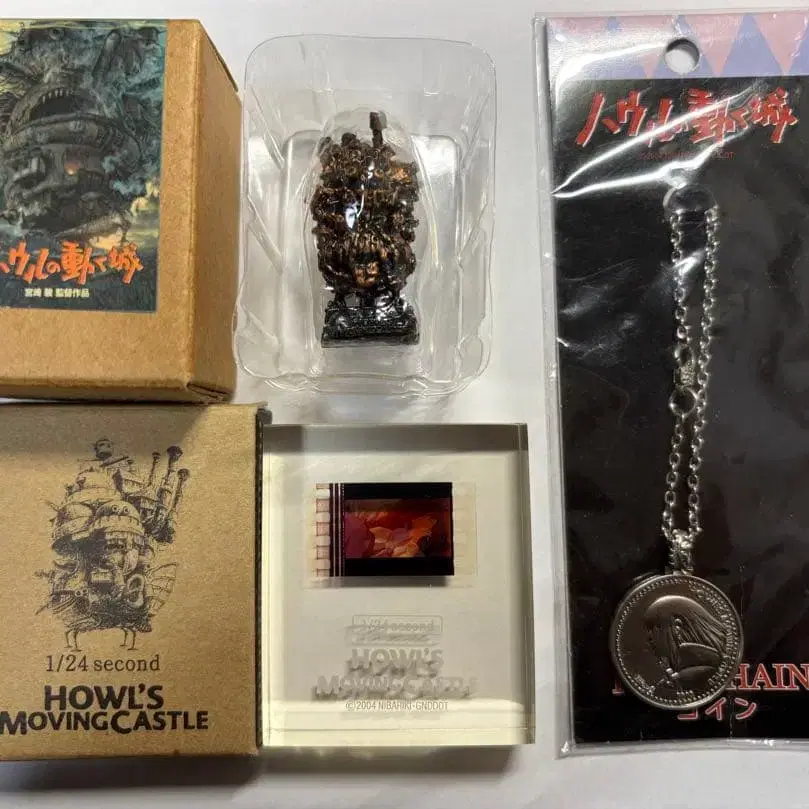 ハウルの動く城
宮崎 駿 監督作品
ハウルの動く城
1/24 second
HOWL'S
MOVING CASTLE
1/24 second
HOWL'S
MOVING CASTLE
©2004 NIBARIKI·GNDDDT
CHAIN
コイン